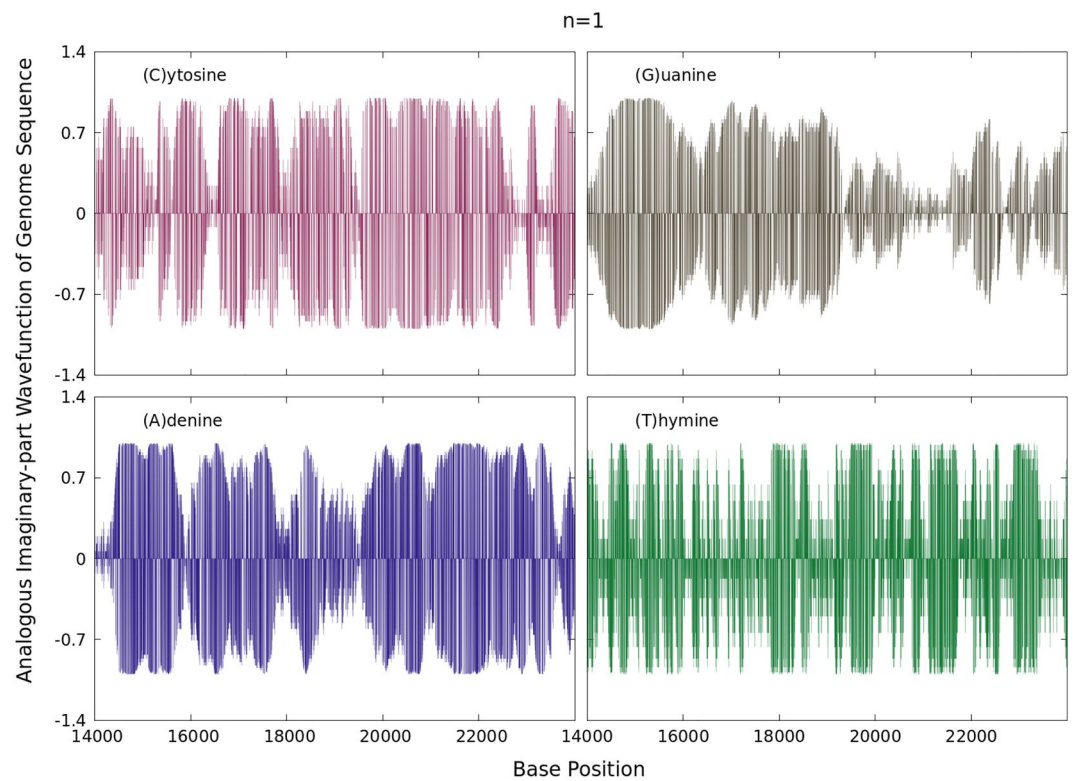 n=1
Analogous Imaginary-part Wavefunction of Genome Sequence
1.4
0.7
0
-0.7
-1.4
(C)ytosine
(G)uanine
1.4
0.7
0
-0.7
-1.4
(A)denine
(T)hymine
14000 16000 18000 20000 22000 14000 16000 18000 20000 22000
Base Position